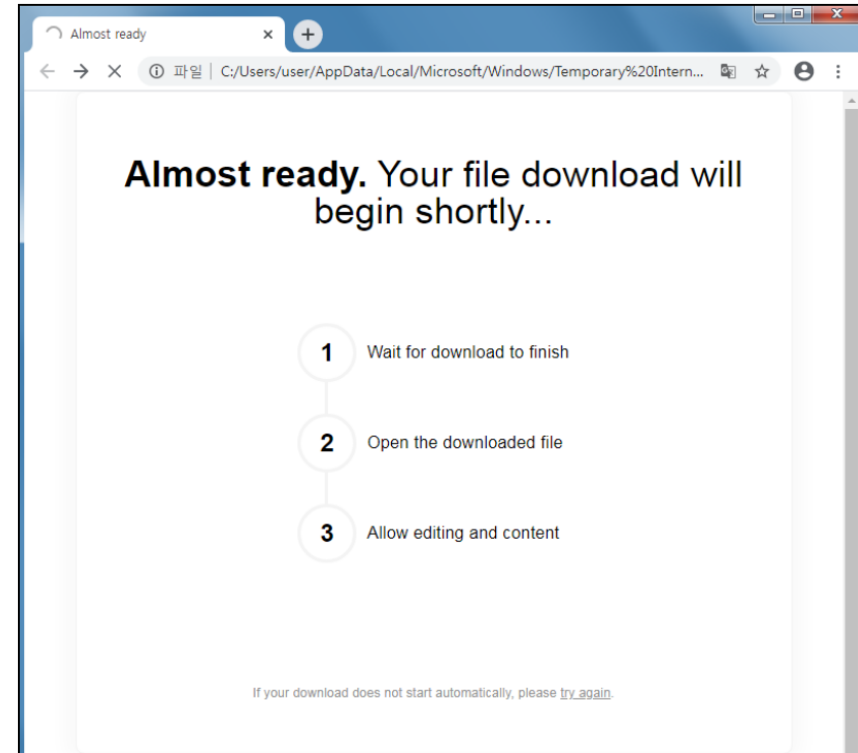 Almost ready
파일 | C:/Users/user/AppData/Local/Microsoft/Windows/Temporary%20Intern...
Almost ready. Your file download will
begin shortly...
1 Wait for download to finish
2 Open the downloaded file
3 Allow editing and content
If your download does not start automatically, please try again.